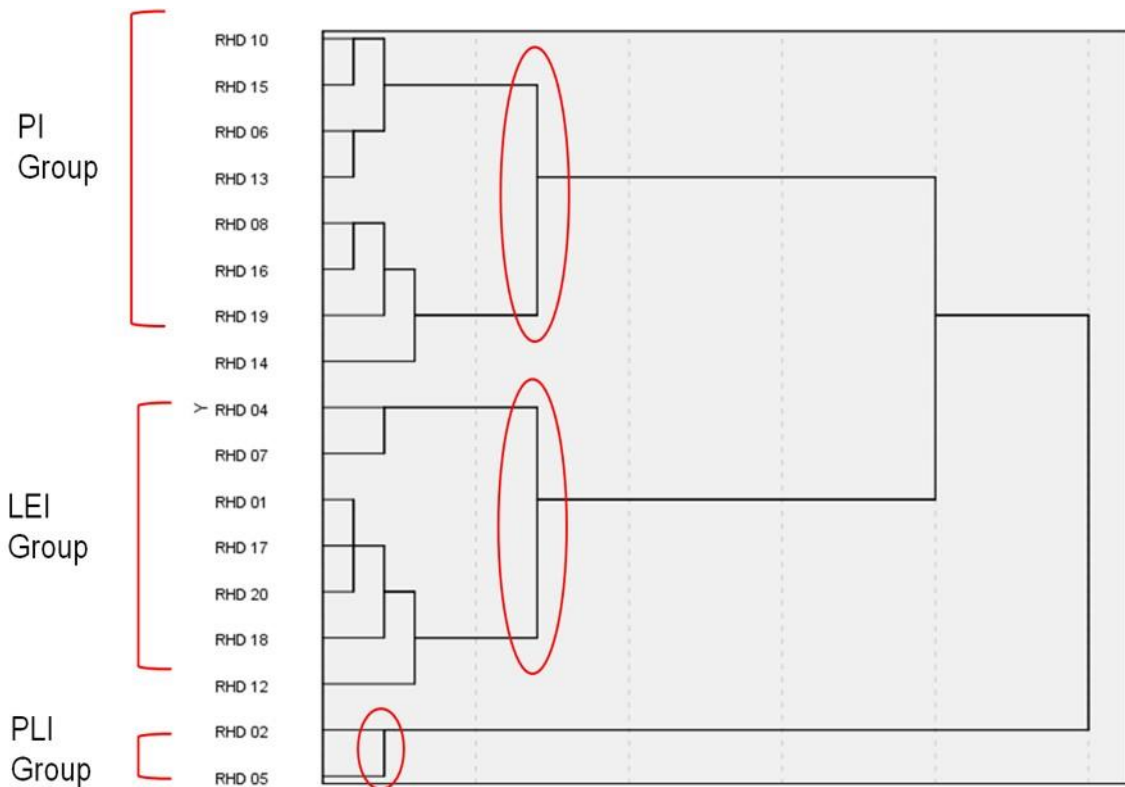 PI
Group
RHD 10
RHD 15
RHD 06
RHD 13
RHD 08
RHD 16
RHD 19
RHD 14
LEI
Group
Y
RHD 04
RHD 07
RHD 01
RHD 17
RHD 20
RHD 18
RHD 12
PLI
Group
RHD 02
RHD 05